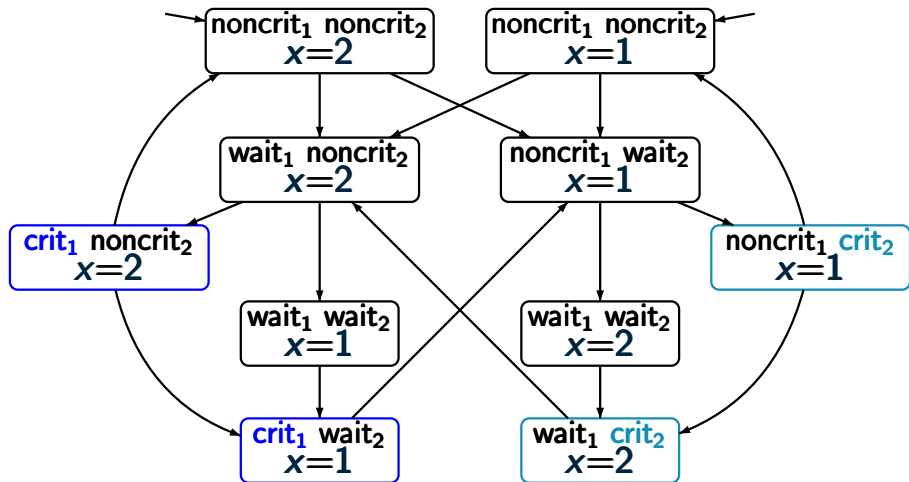 noncrit₁ noncrit₂
x=2
noncrit₁ noncrit₂
x=1
wait₁ noncrit₂
x=2
noncrit₁ wait₂
x=1
crit₁ noncrit₂
x=2
noncrit₁ crit₂
x=1
wait₁ wait₂
x=1
wait₁ wait₂
x=2
crit₁ wait₂
x=1
wait₁ crit₂
x=2